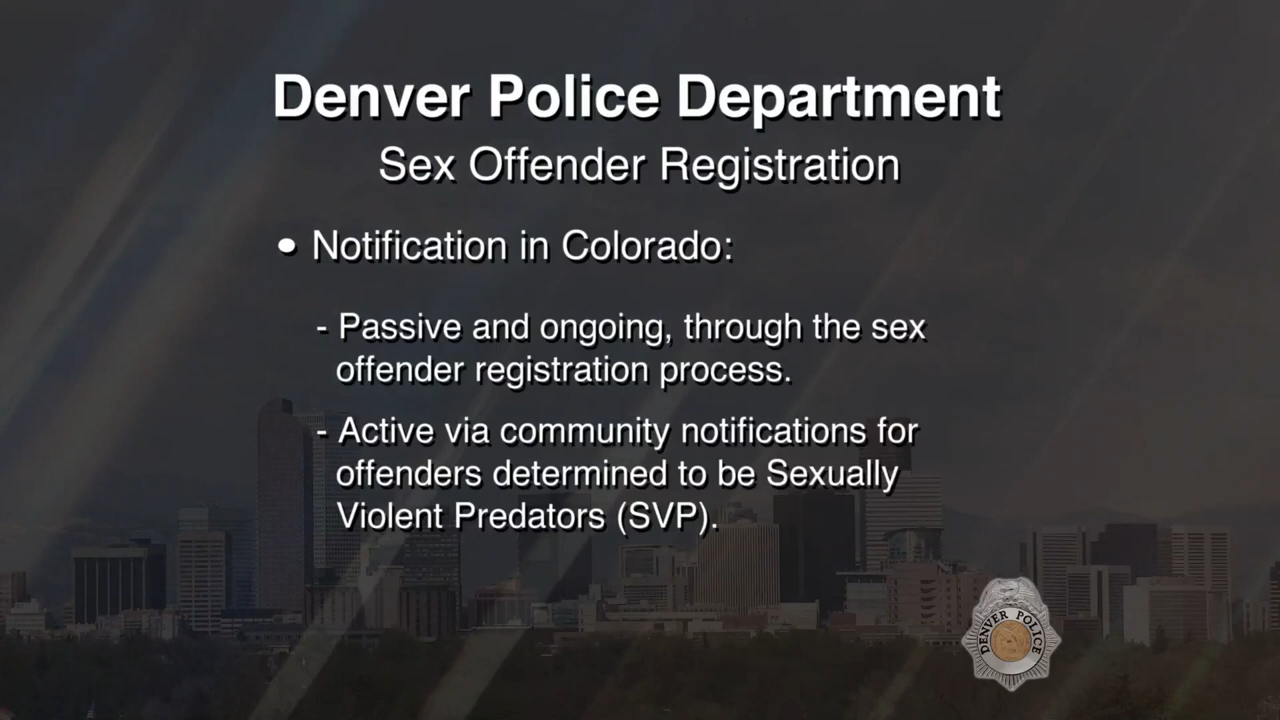 Denver Police Department
Sex Offender Registration
• Notification in Colorado:
- Passive and ongoing, through the sex
offender registration process.
- Active via community notifications for
offenders determined to be Sexually
Violent Predators (SVP).
DENVER POLICE